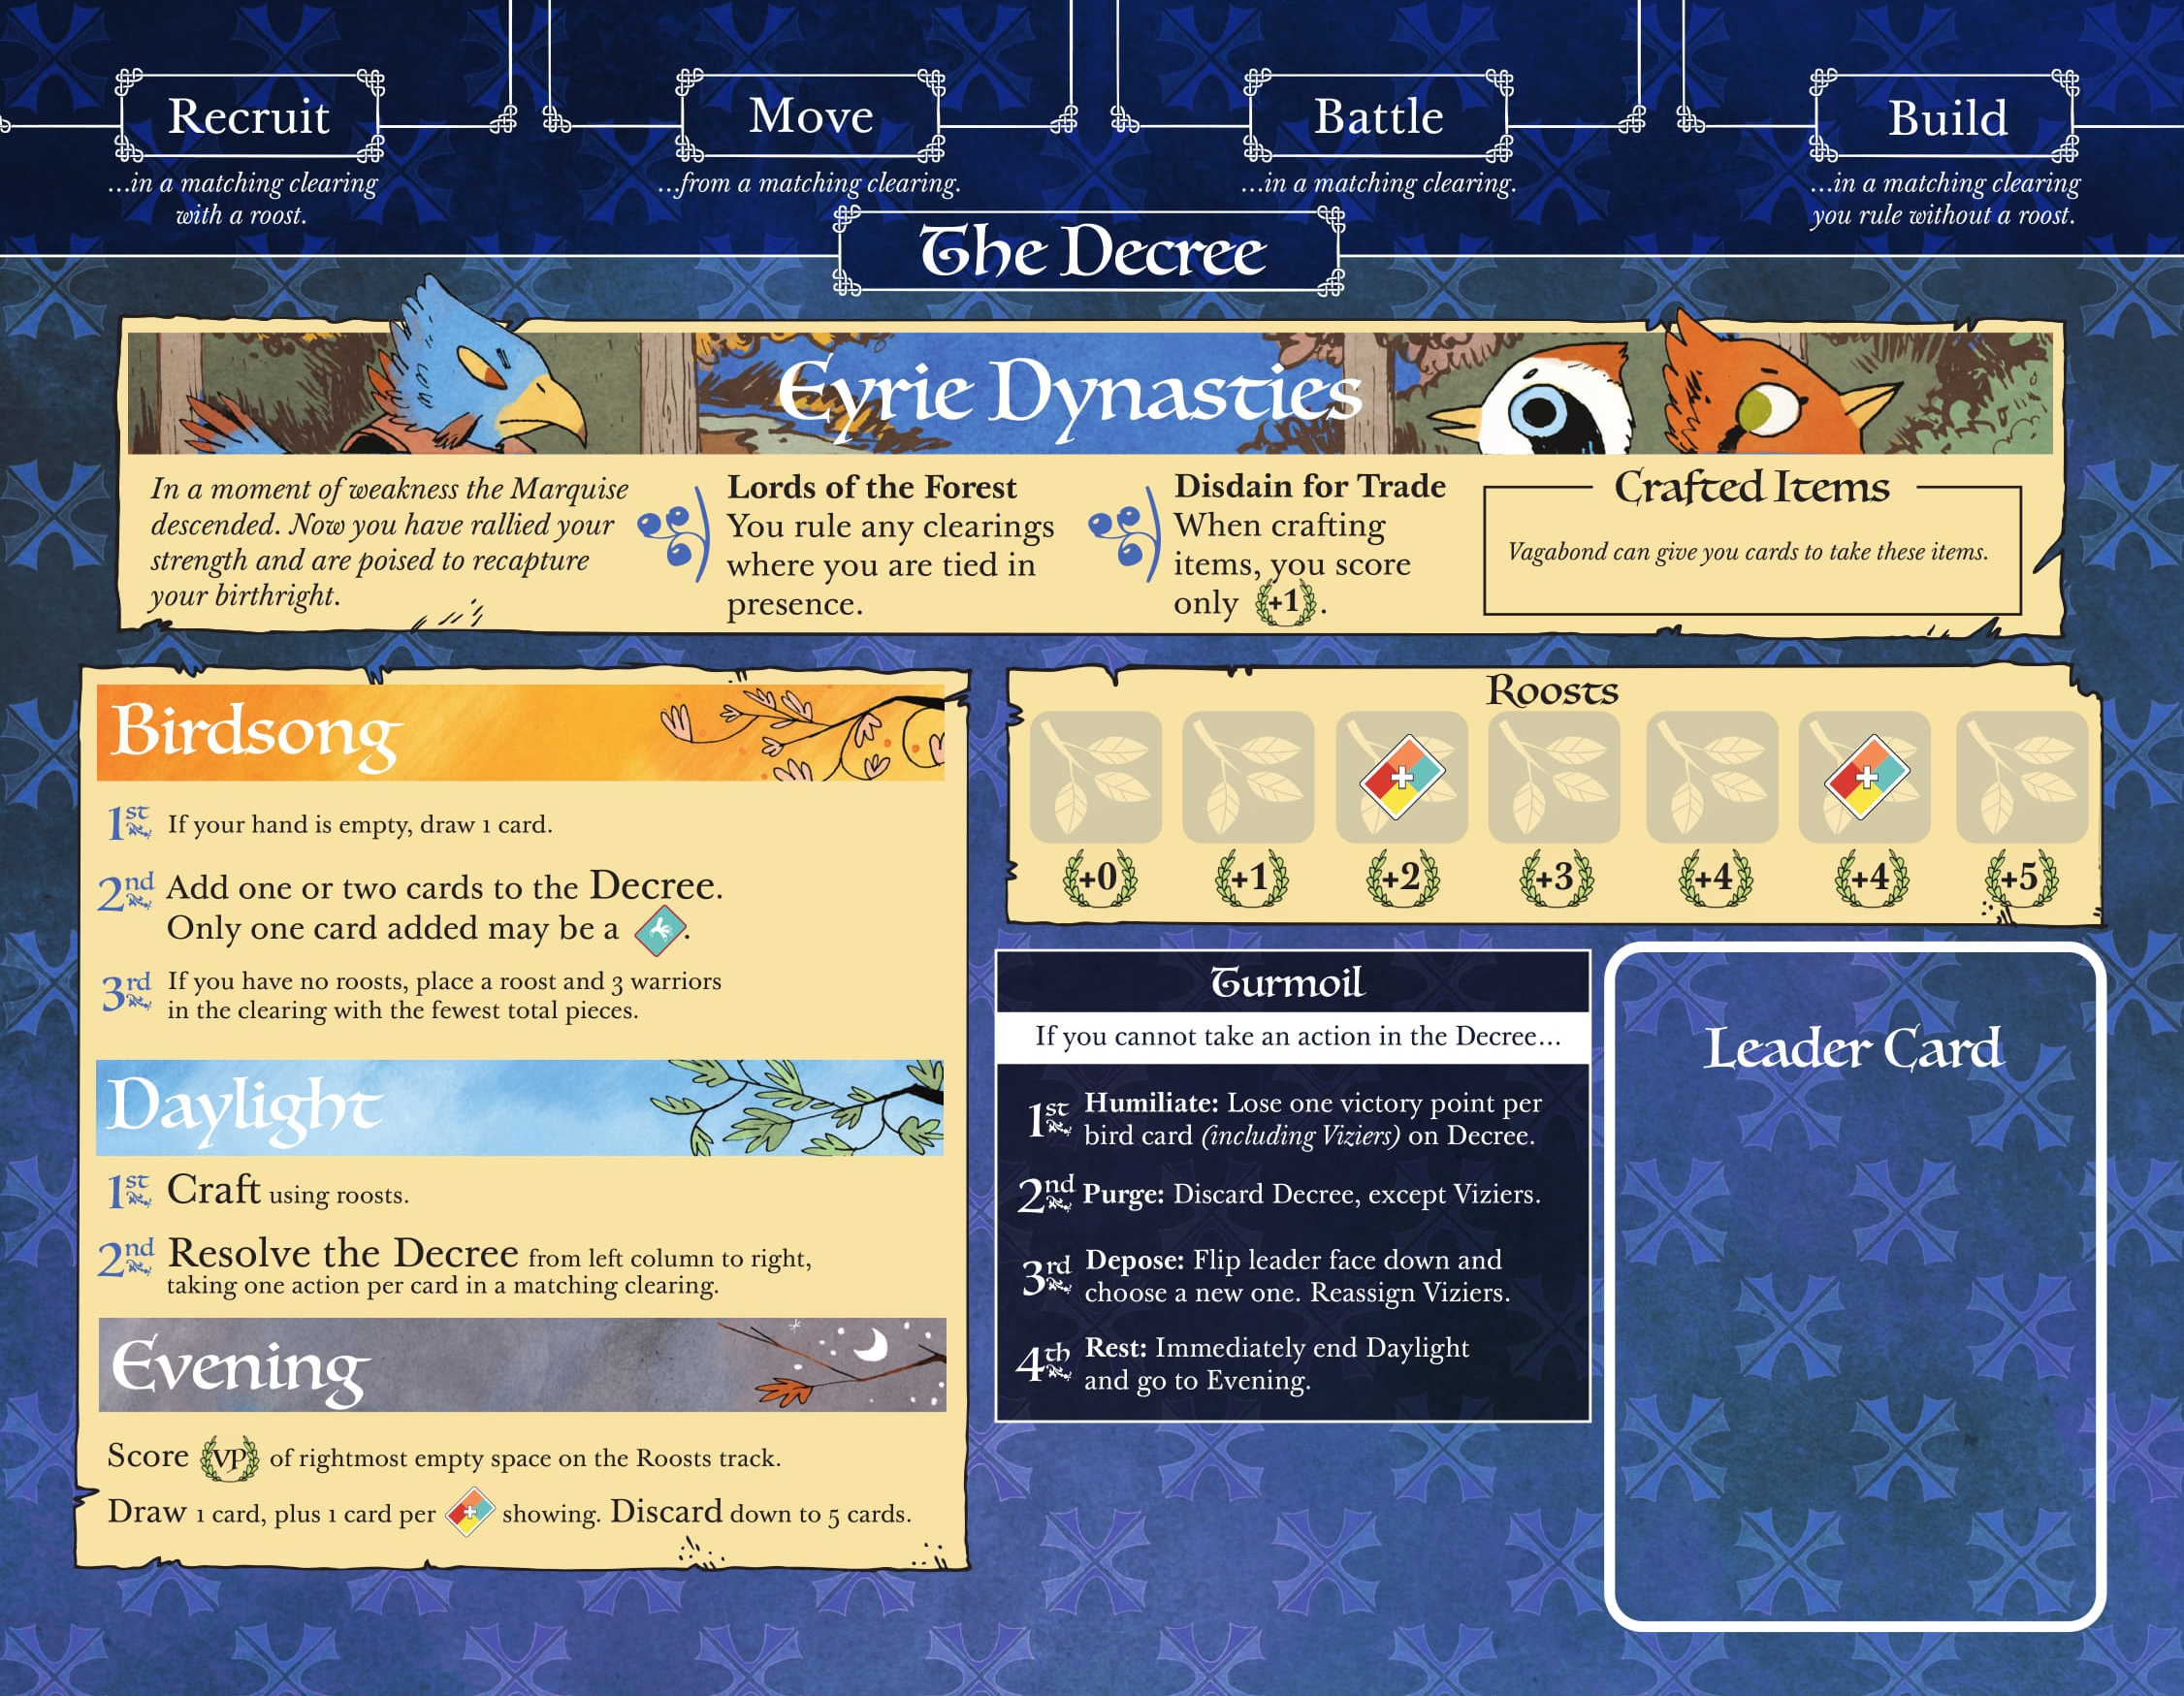 Recruit
…in a matching clearing
with a roost.
Move
…from a matching clearing.
Battle
…in a matching clearing.
Build
…in a matching clearing
you rule without a roost.
The Decree
Eyrie Dynasties
In a moment of weakness the Marquise
descended. Now you have rallied your
strength and are poised to recapture
your birthright.
Lords of the Forest
You rule any clearings
where you are tied in
presence.
Disdain for Trade
When crafting
items, you score
only +1.
Crafted Items
Vagabond can give you cards to take these items.
Birdsong
1st If your hand is empty, draw 1 card.
2nd Add one or two cards to the Decree.
Only one card added may be a .
3rd If you have no roosts, place a roost and 3 warriors
in the clearing with the fewest total pieces.
Daylight
1st Craft using roosts.
2nd Resolve the Decree from left column to right,
taking one action per card in a matching clearing.
Evening
Score VP of rightmost empty space on the Roosts track.
Draw 1 card, plus 1 card per + showing. Discard down to 5 cards.
Roosts
+ +
+0 +1 +2 +3 +4 +4 +5
Turmoil
If you cannot take an action in the Decree…
1st Humiliate: Lose one victory point per
bird card (including Viziers) on Decree.
2nd Purge: Discard Decree, except Viziers.
3rd Depose: Flip leader face down and
choose a new one. Reassign Viziers.
4th Rest: Immediately end Daylight
and go to Evening.
Leader Card